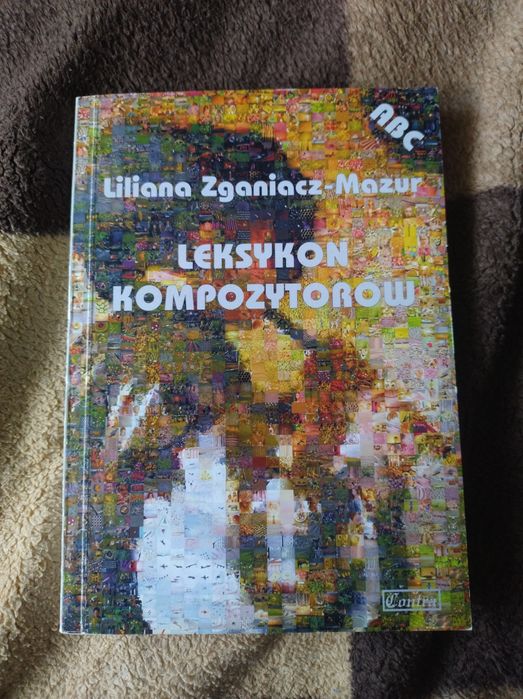 ABC
Liliana Zganiacz-Mazur
LEKSYKON
KOMPOZYTORÓW
Contra